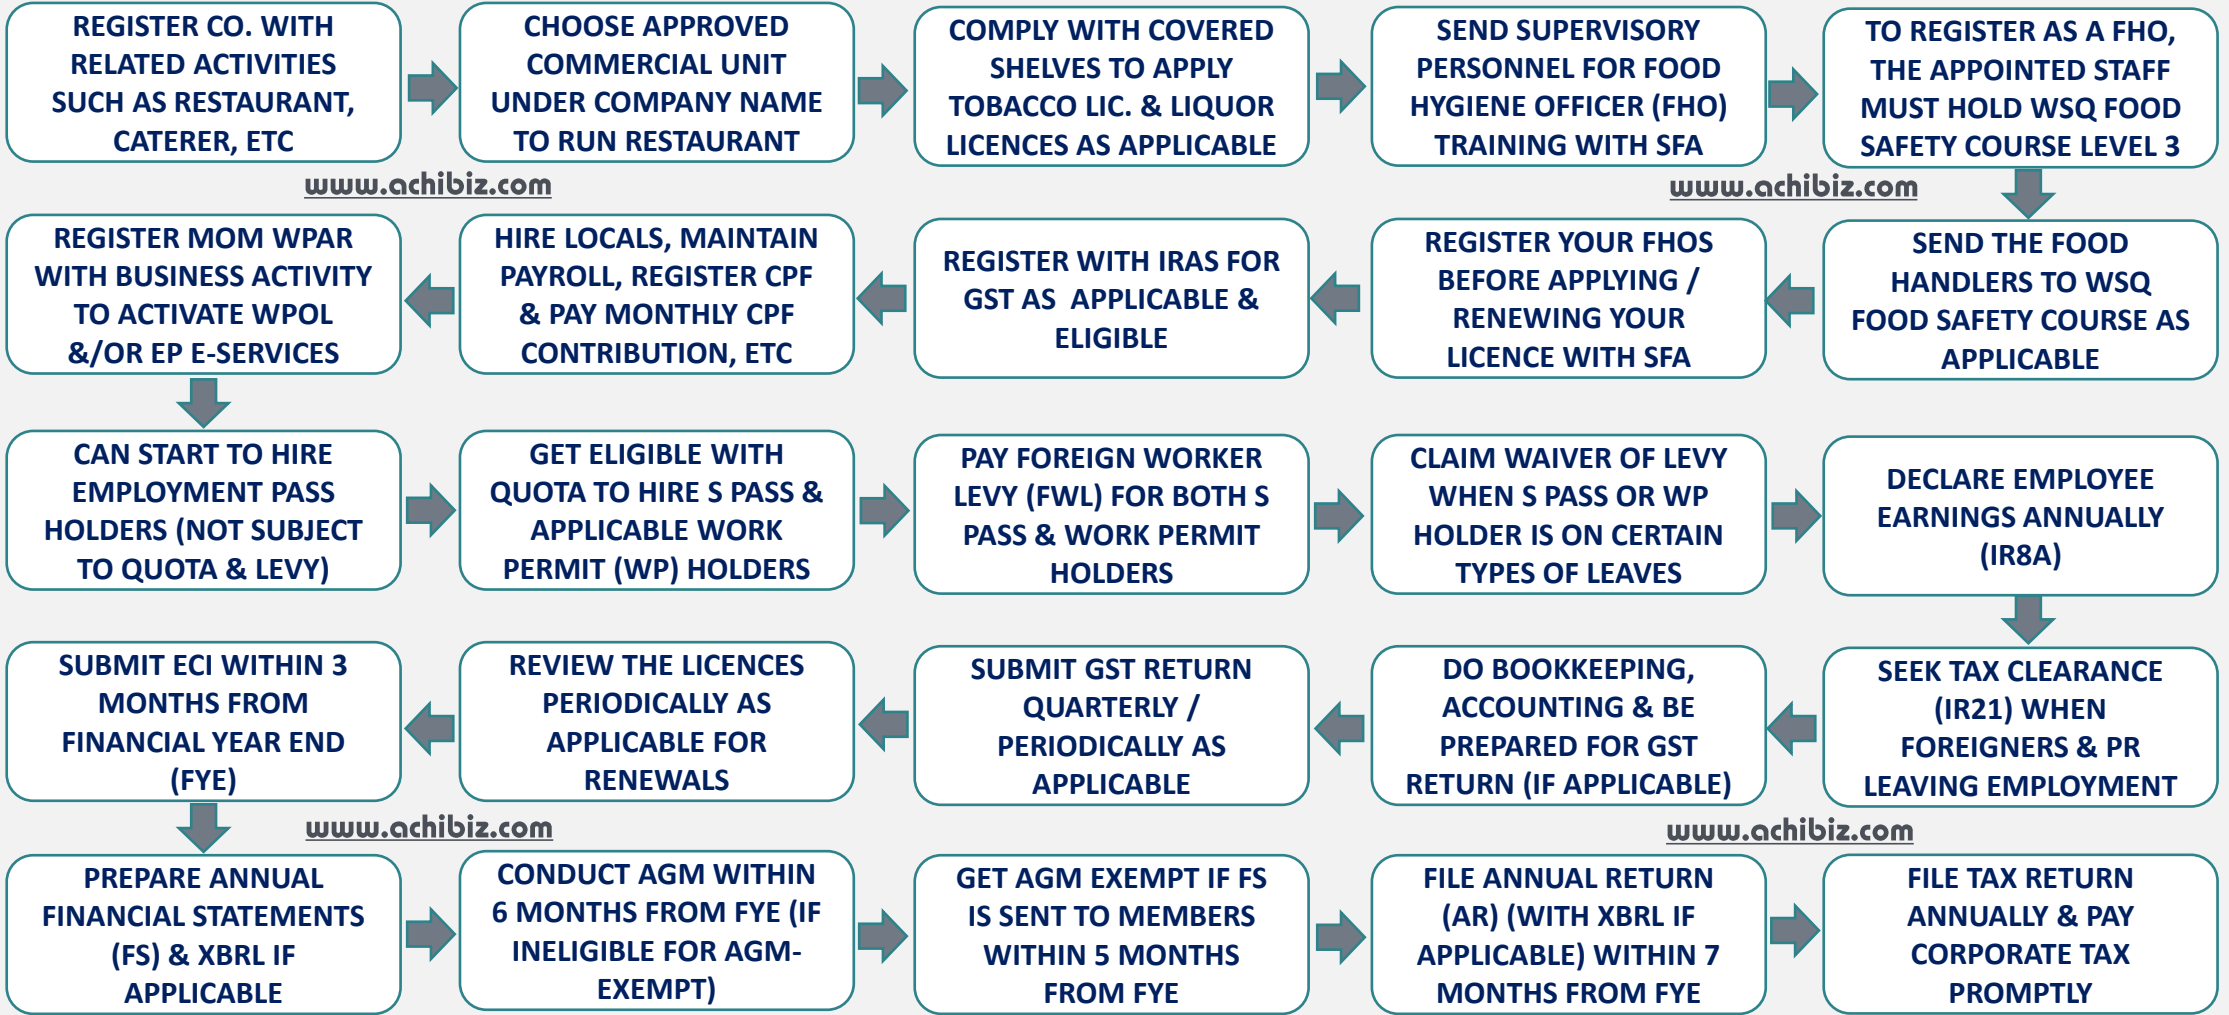 REGISTER CO. WITH
RELATED ACTIVITIES
SUCH AS RESTAURANT,
CATERER, ETC
CHOOSE APPROVED
COMMERCIAL UNIT
UNDER COMPANY NAME
TO RUN RESTAURANT
COMPLY WITH COVERED
SHELVES TO APPLY
TOBACCO LIC. & LIQUOR
LICENCES AS APPLICABLE
SEND SUPERVISORY
PERSONNEL FOR FOOD
HYGIENE OFFICER (FHO)
TRAINING WITH SFA
TO REGISTER AS A FHO,
THE APPOINTED STAFF
MUST HOLD WSQ FOOD
SAFETY COURSE LEVEL 3
www.achibiz.com
www.achibiz.com
SEND THE FOOD
HANDLERS TO WSQ
FOOD SAFETY COURSE AS
APPLICABLE
REGISTER YOUR FHOS
BEFORE APPLYING /
RENEWING YOUR
LICENCE WITH SFA
REGISTER WITH IRAS FOR
GST AS  APPLICABLE &
ELIGIBLE
HIRE LOCALS, MAINTAIN
PAYROLL, REGISTER CPF
& PAY MONTHLY CPF
CONTRIBUTION, ETC
REGISTER MOM WPAR
WITH BUSINESS ACTIVITY
TO ACTIVATE WPOL
&/OR EP E-SERVICES
CAN START TO HIRE
EMPLOYMENT PASS
HOLDERS (NOT SUBJECT
TO QUOTA & LEVY)
GET ELIGIBLE WITH
QUOTA TO HIRE S PASS &
APPLICABLE WORK
PERMIT (WP) HOLDERS
PAY FOREIGN WORKER
LEVY (FWL) FOR BOTH S
PASS & WORK PERMIT
HOLDERS
CLAIM WAIVER OF LEVY
WHEN S PASS OR WP
HOLDER IS ON CERTAIN
TYPES OF LEAVES
DECLARE EMPLOYEE
EARNINGS ANNUALLY
(IR8A)
SEEK TAX CLEARANCE
(IR21) WHEN
FOREIGNERS & PR
LEAVING EMPLOYMENT
DO BOOKKEEPING,
ACCOUNTING & BE
PREPARED FOR GST
RETURN (IF APPLICABLE)
SUBMIT GST RETURN
QUARTERLY /
PERIODICALLY AS
APPLICABLE
REVIEW THE LICENCES
PERIODICALLY AS
APPLICABLE FOR
RENEWALS
SUBMIT ECI WITHIN 3
MONTHS FROM
FINANCIAL YEAR END
(FYE)
www.achibiz.com
www.achibiz.com
PREPARE ANNUAL
FINANCIAL STATEMENTS
(FS) & XBRL IF
APPLICABLE
CONDUCT AGM WITHIN
6 MONTHS FROM FYE (IF
INELIGIBLE FOR AGM-
EXEMPT)
GET AGM EXEMPT IF FS
IS SENT TO MEMBERS
WITHIN 5 MONTHS
FROM FYE
FILE ANNUAL RETURN
(AR) (WITH XBRL IF
APPLICABLE) WITHIN 7
MONTHS FROM FYE
FILE TAX RETURN
ANNUALLY & PAY
CORPORATE TAX
PROMPTLY